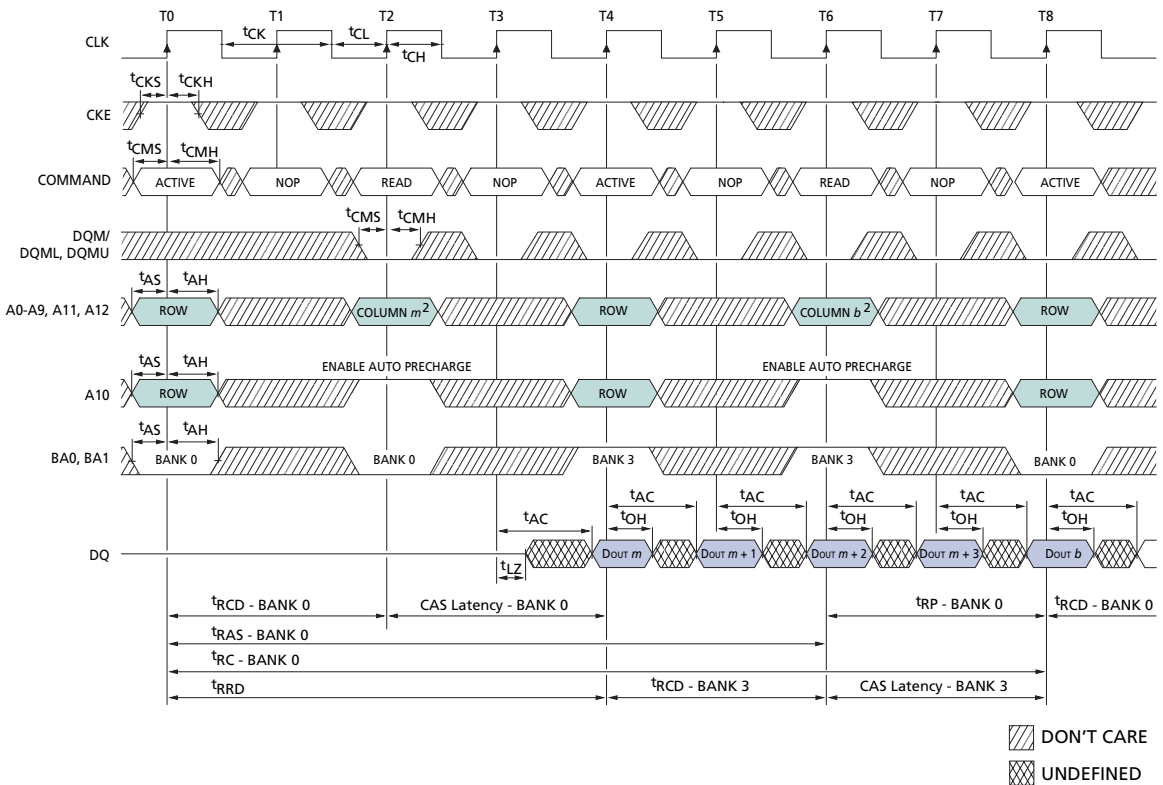 T0 T1 T2 T3 T4 T5 T6 T7 T8
CLK tCK tCL tCH
tCKS tCKH
CKE
tCMS tCMH
COMMAND ACTIVE NOP READ NOP ACTIVE NOP READ NOP ACTIVE
tCMS tCMH
DQM/
DQML, DQMU
tAS tAH
A0-A9, A11, A12 ROW COLUMN m2 ROW COLUMN b2 ROW
tAS tAH ENABLE AUTO PRECHARGE ENABLE AUTO PRECHARGE
A10 ROW ROW ROW
tAS tAH
BA0, BA1 BANK 0 BANK 0 BANK 3 BANK 3 BANK 0
tAC tAC tAC tAC tAC tAC
tOH tOH tOH tOH tOH
DQ DOUT m DOUT m + 1 DOUT m + 2 DOUT m + 3 DOUT b
tLZ
tRCD - BANK 0 CAS Latency - BANK 0 tRP - BANK 0 tRCD - BANK 0
tRAS - BANK 0
tRC - BANK 0
tRRD tRCD - BANK 3 CAS Latency - BANK 3
DON'T CARE
UNDEFINED